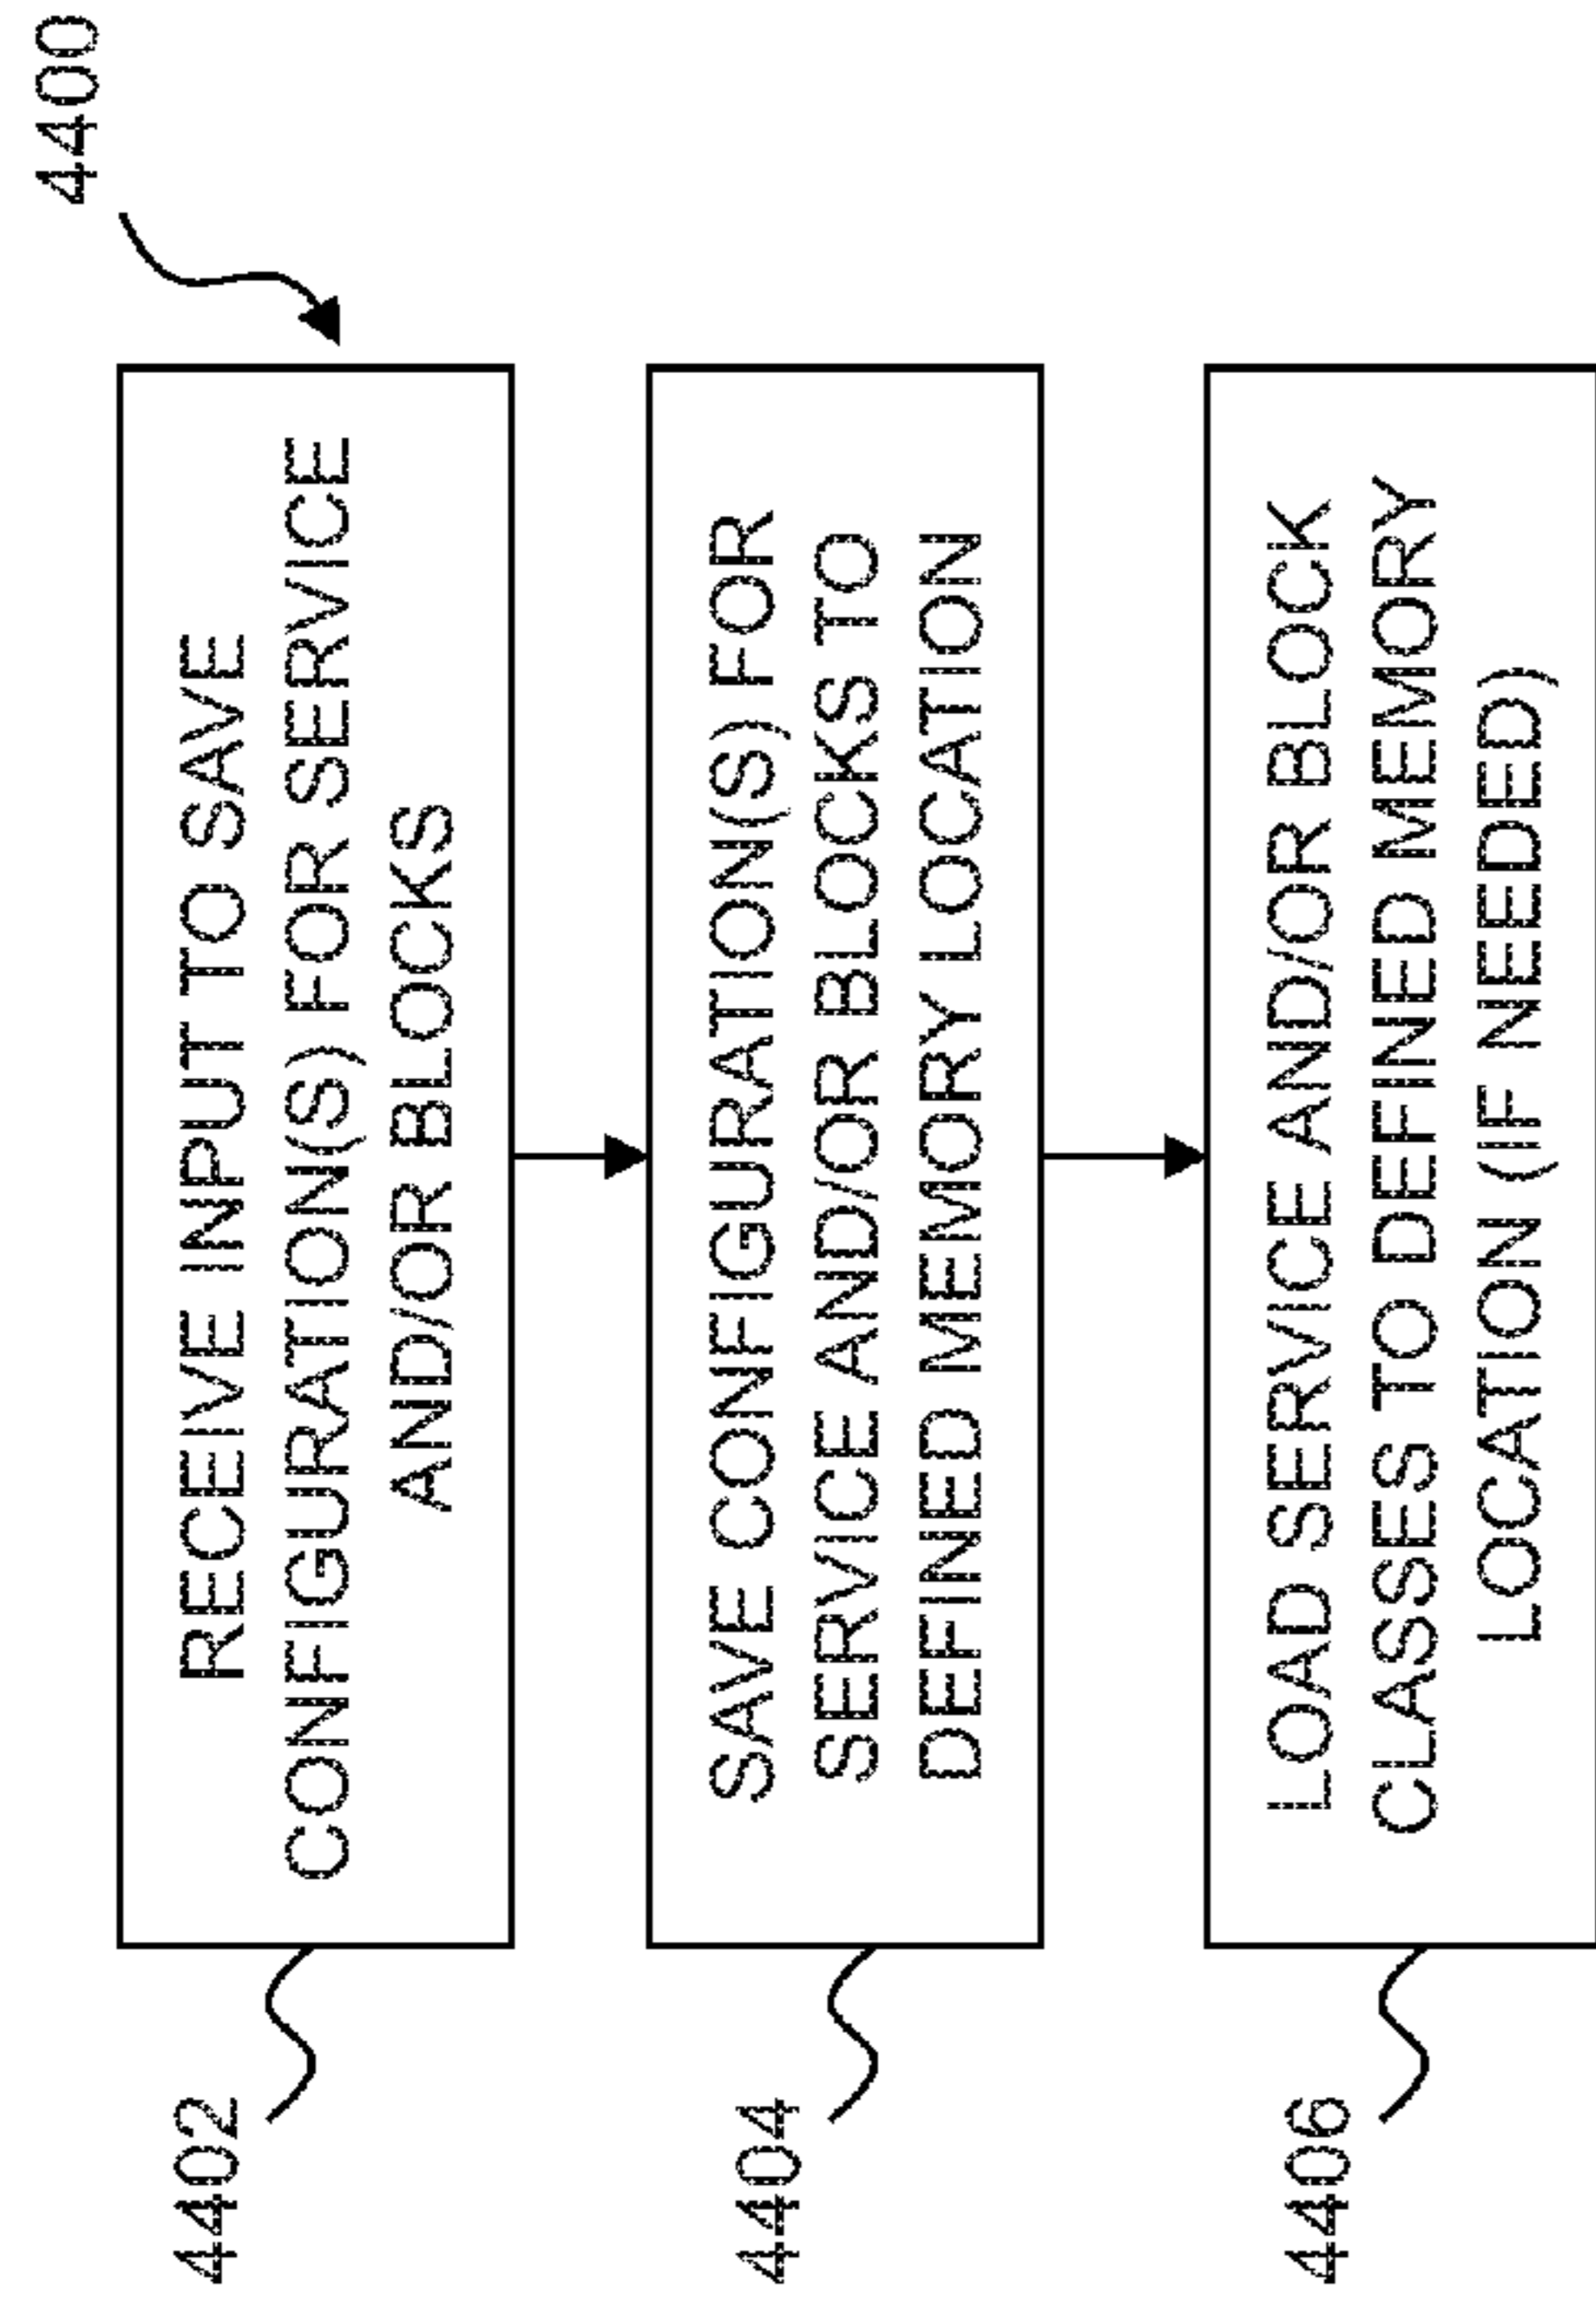 4400
4402
RECEIVE INPUT TO SAVE
CONFIGURATION(S) FOR SERVICE
AND/OR BLOCKS
4404
SAVE CONFIGURATION(S) FOR
SERVICE AND/OR BLOCKS TO
DEFINED MEMORY LOCATION
4406
LOAD SERVICE AND/OR BLOCK
CLASSES TO DEFINED MEMORY
LOCATION (IF NEEDED)